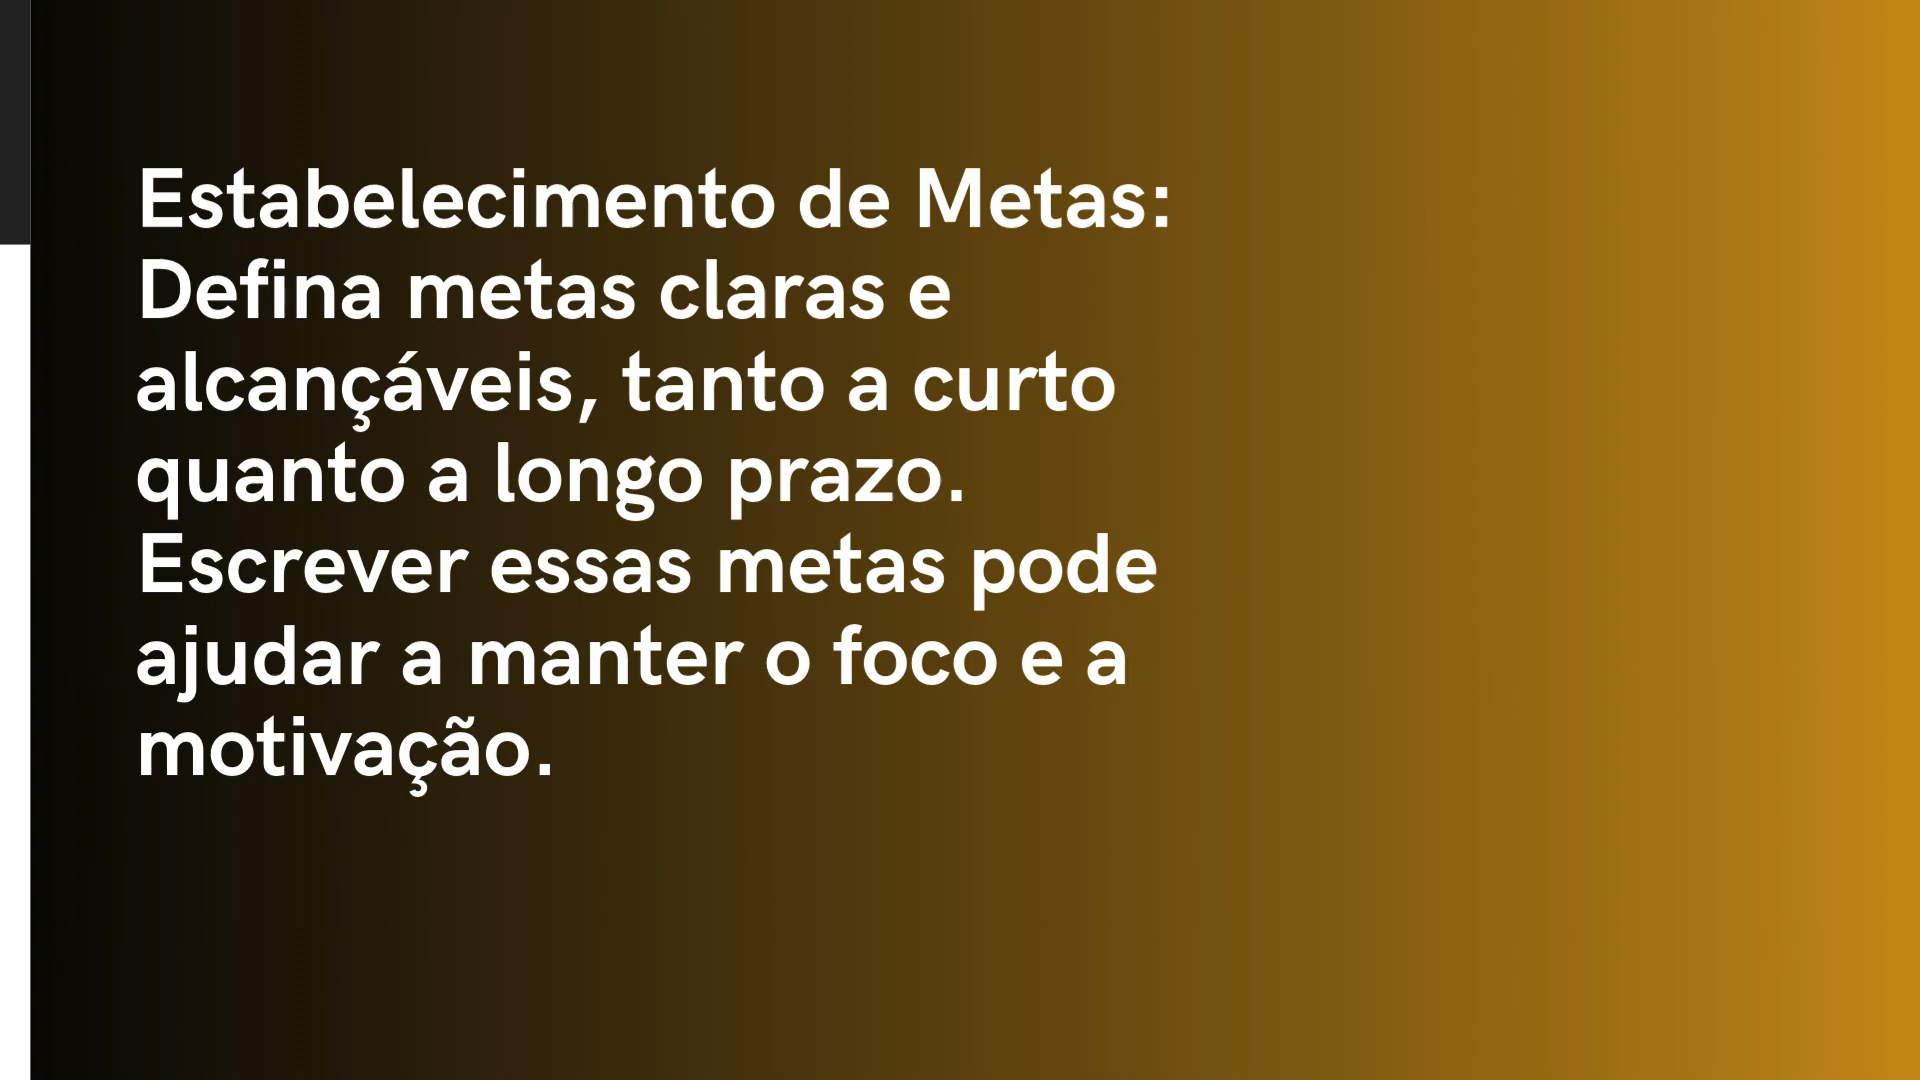 Estabelecimento de Metas:
Defina metas claras e
alcançáveis, tanto a curto
quanto a longo prazo.
Escrever essas metas pode
ajudar a manter o foco e a
motivação.